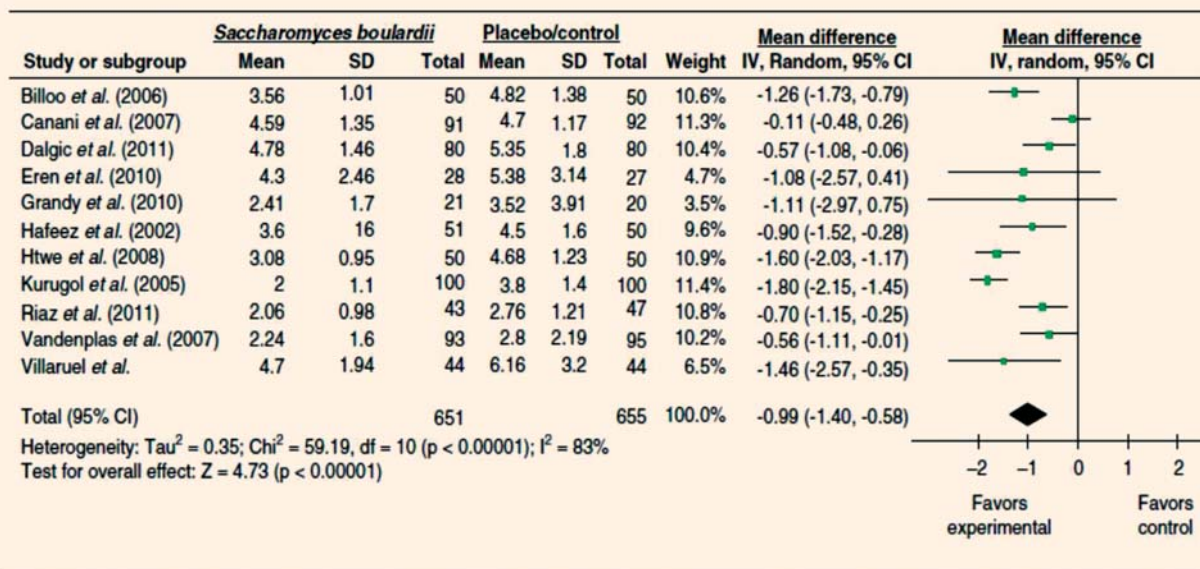 Saccharomyces boulardii Placebo/control Mean difference Mean difference
Study or subgroup Mean SD Total Mean SD Total Weight IV, Random, 95% CI IV, random, 95% CI
Billoo et al. (2006) 3.56 1.01 50 4.82 1.38 50 10.6% -1.26 (-1.73, -0.79)
Canani et al. (2007) 4.59 1.35 91 4.7 1.17 92 11.3% -0.11 (-0.48, 0.26)
Dalgic et al. (2011) 4.78 1.46 80 5.35 1.8 80 10.4% -0.57 (-1.08, -0.06)
Eren et al. (2010) 4.3 2.46 28 5.38 3.14 27 4.7% -1.08 (-2.57, 0.41)
Grandy et al. (2010) 2.41 1.7 21 3.52 3.91 20 3.5% -1.11 (-2.97, 0.75)
Hafeez et al. (2002) 3.6 16 51 4.5 1.6 50 9.6% -0.90 (-1.52, -0.28)
Htwe et al. (2008) 3.08 0.95 50 4.68 1.23 50 10.9% -1.60 (-2.03, -1.17)
Kurugol et al. (2005) 2 1.1 100 3.8 1.4 100 11.4% -1.80 (-2.15, -1.45)
Riaz et al. (2011) 2.06 0.98 43 2.76 1.21 47 10.8% -0.70 (-1.15, -0.25)
Vandenplas et al. (2007) 2.24 1.6 93 2.8 2.19 95 10.2% -0.56 (-1.11, -0.01)
Villaruel et al. 4.7 1.94 44 6.16 3.2 44 6.5% -1.46 (-2.57, -0.35)
Total (95% CI) 651 655 100.0% -0.99 (-1.40, -0.58)
Heterogeneity: Tau² = 0.35; Chi² = 59.19, df = 10 (p < 0.00001); I² = 83%
Test for overall effect: Z = 4.73 (p < 0.00001)
–2 –1 0 1 2
Favors experimental Favors control